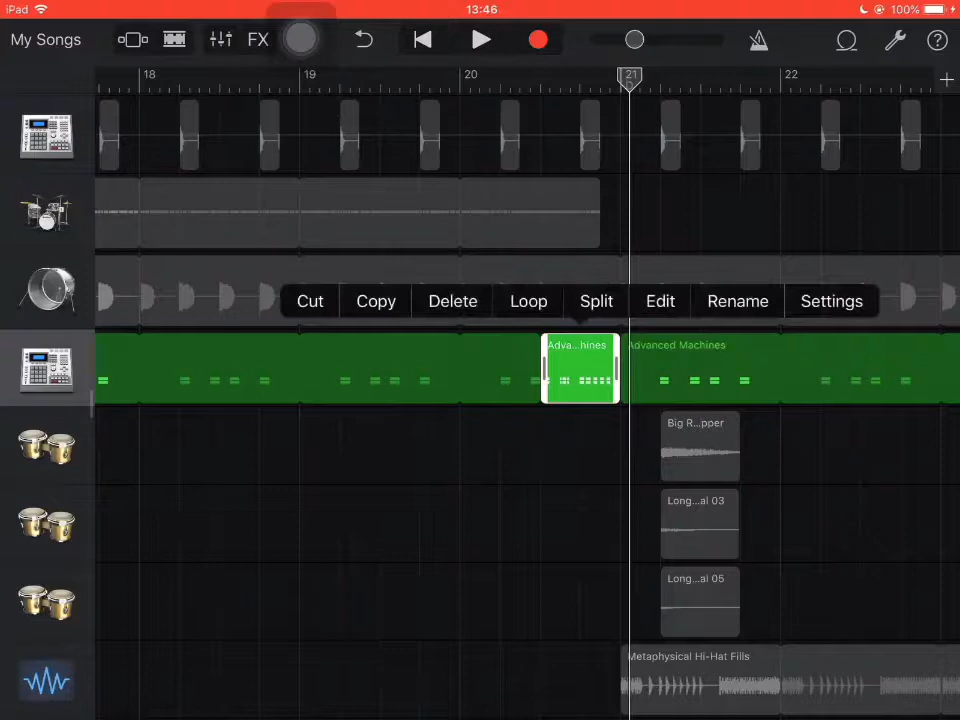 iPad 13:46 100%
My Songs FX
18 19 20 21 22
Cut Copy Delete Loop Split Edit Rename Settings
Adva...hines Advanced Machines
Big R...pper
Long...al 03
Long...al 05
Metaphysical Hi-Hat Fills